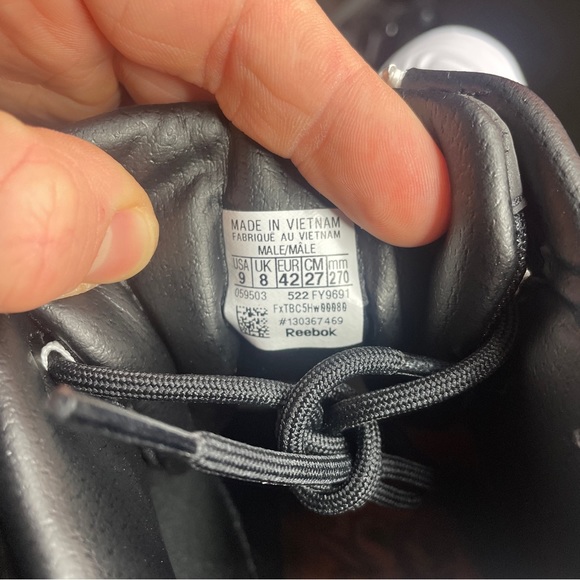 MADE IN VIETNAM
FABRIQUE AU VIETNAM
MALE/MÂLE
USA UK EUR CM mm
9 8 42 27 270
059503 522 FY9691
FxTBC5Hw00080
#130367469
Reebok